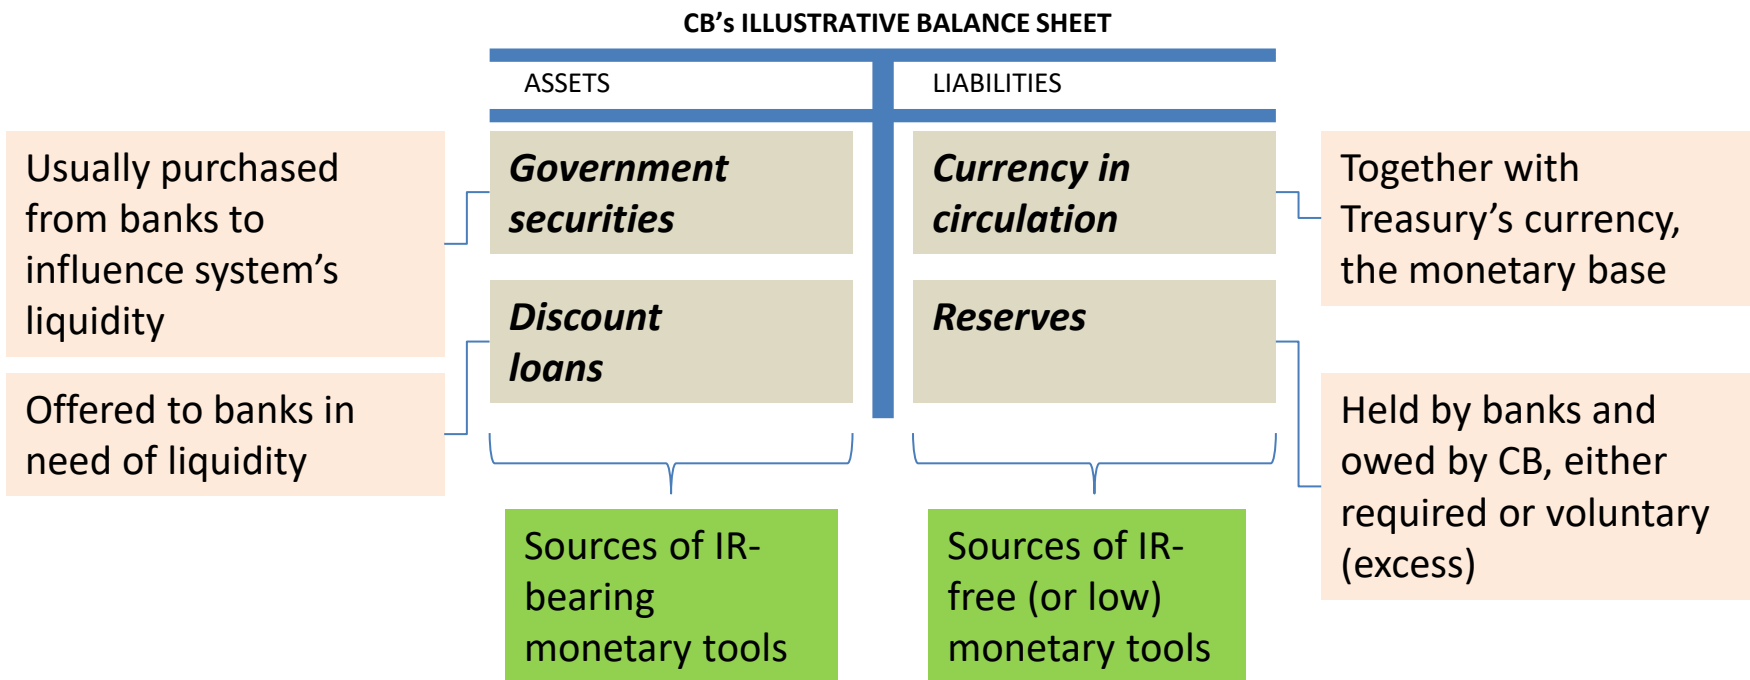 CB's ILLUSTRATIVE BALANCE SHEET
ASSETS
LIABILITIES
Usually purchased
from banks to
influence system's
liquidity
Government
securities
Currency in
circulation
Together with
Treasury's currency,
the monetary base
Offered to banks in
need of liquidity
Discount
loans
Reserves
Held by banks and
owed by CB, either
required or voluntary
(excess)
Sources of IR-
bearing
monetary tools
Sources of IR-
free (or low)
monetary tools